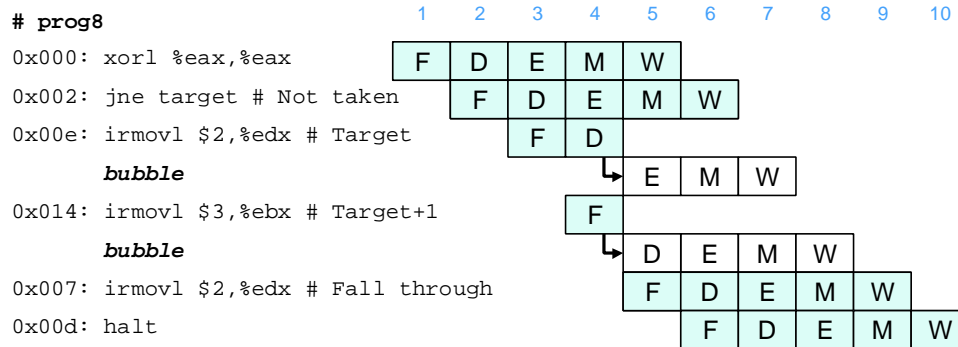 # prog8 1 2 3 4 5 6 7 8 9 10
0x000: xorl %eax,%eax F D E M W
0x002: jne target # Not taken F D E M W
0x00e: irmovl $2,%edx # Target F D
bubble E M W
0x014: irmovl $3,%ebx # Target+1 F
bubble D E M W
0x007: irmovl $2,%edx # Fall through F D E M W
0x00d: halt F D E M W